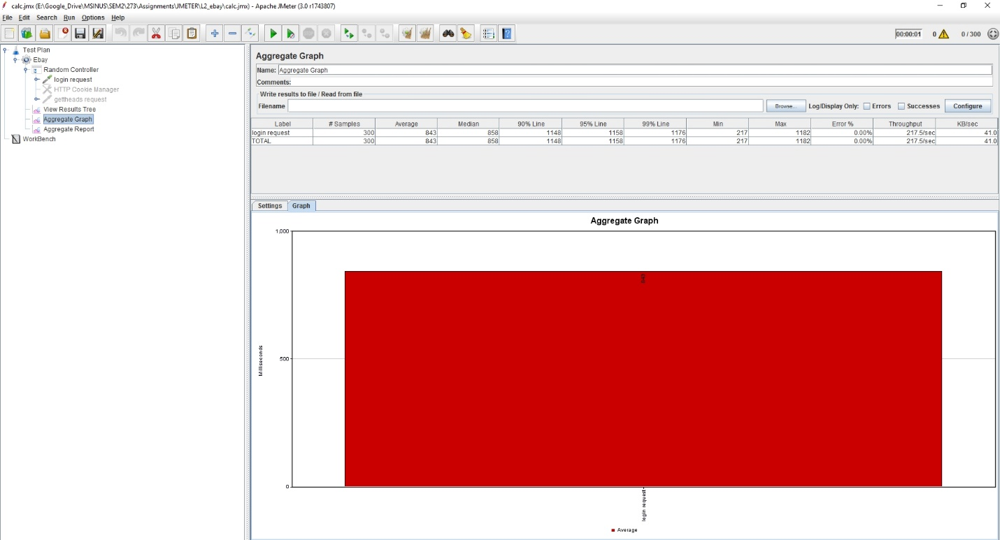 calc.jmx (E:\Google_Drive\MSINUS\SEM2\273\Assignments\JMETER\L2_ebay\calc.jmx) - Apache JMeter (3.0 r1743807)
File Edit Search Run Options Help
00:00:01 0 0 / 300
Test Plan
Ebay
Random Controller
login request
HTTP Cookie Manager
gettheads request
View Results Tree
Aggregate Graph
Aggregate Report
WorkBench
Aggregate Graph
Name: Aggregate Graph
Comments:
Write results to file / Read from file
Filename Browse... Log/Display Only: Errors Successes Configure
Label # Samples Average Median 90% Line 95% Line 99% Line Min Max Error % Throughput KB/sec
login request 300 843 858 1148 1158 1176 217 1182 0.00% 217.5/sec 41.0
TOTAL 300 843 858 1148 1158 1176 217 1182 0.00% 217.5/sec 41.0
Settings Graph
Aggregate Graph
1,000
843
500
Milliseconds
0
login request
Average